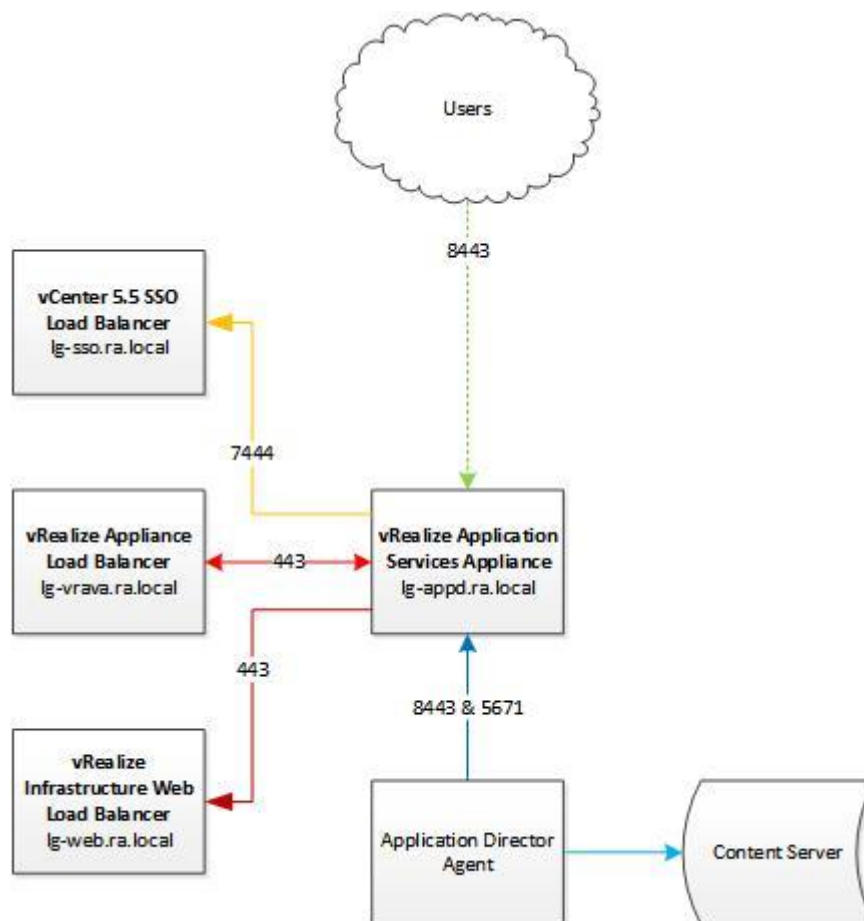 Users
8443
vCenter 5.5 SSO
Load Balancer
lg-sso.ra.local
7444
vRealize Appliance
Load Balancer
lg-vrava.ra.local
443
vRealize Application
Services Appliance
lg-appd.ra.local
443
8443 & 5671
vRealize
Infrastructure Web
Load Balancer
lg-web.ra.local
Application Director
Agent
Content Server